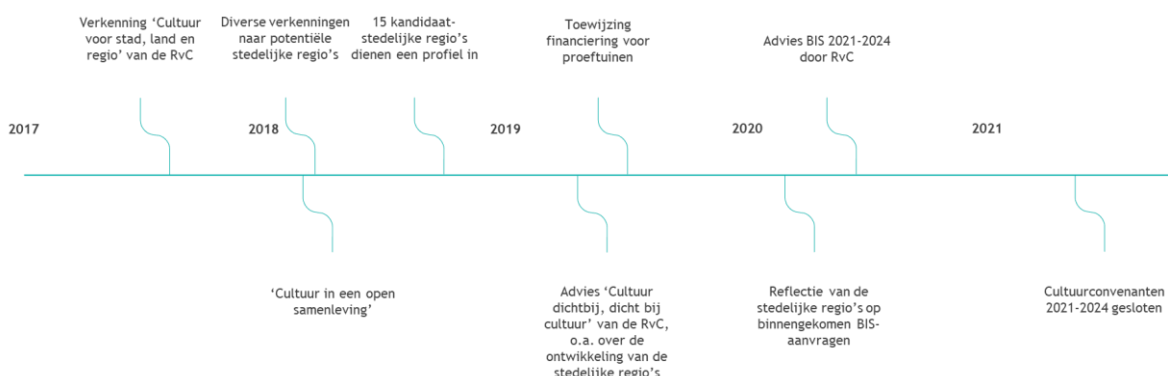 Verkenning ‘Cultuur
voor stad, land en
regio’ van de RvC
Diverse verkenningen
naar potentiële
stedelijke regio’s
15 kandidaat-
stedelijke regio’s
dienen een profiel in
Toewijzing
financiering voor
proeftuinen
Advies BIS 2021-2024
door RvC
2017
2018
2019
2020
2021
‘Cultuur in een open
samenleving’
Advies ‘Cultuur
dichtbij, dicht bij
cultuur’ van de RvC,
o.a. over de
ontwikkeling van de
stedelijke regio’s
Reflectie van de
stedelijke regio’s op
binnengekomen BIS-
aanvragen
Cultuurconvenanten
2021-2024 gesloten